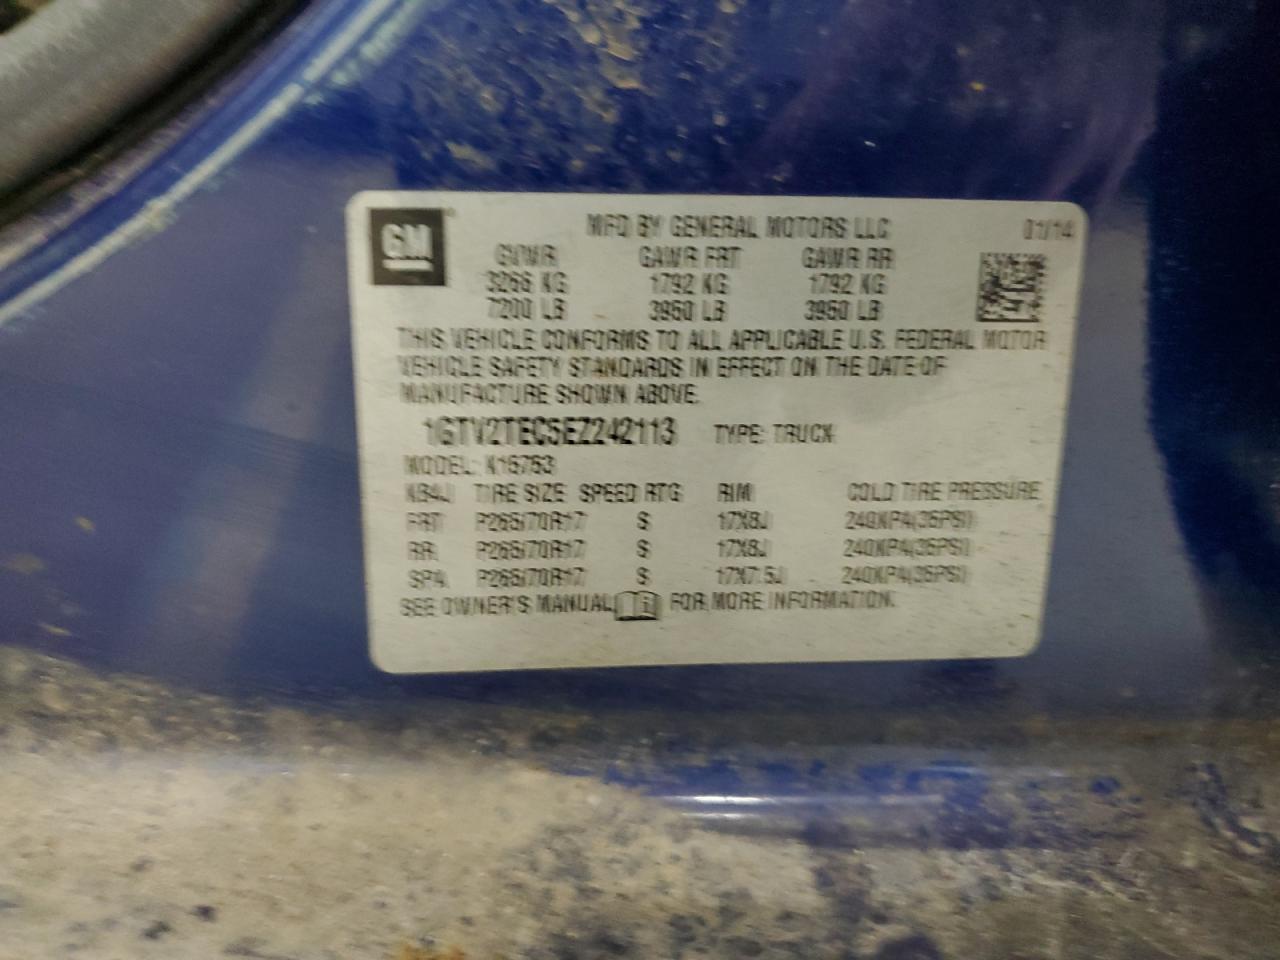 GM
MFD BY GENERAL MOTORS LLC 01/14
GVWR GAWR FRT GAWR RR
3266 KG 1792 KG 1792 KG
7200 LB 3950 LB 3950 LB
THIS VEHICLE CONFORMS TO ALL APPLICABLE U.S. FEDERAL MOTOR
VEHICLE SAFETY STANDARDS IN EFFECT ON THE DATE OF
MANUFACTURE SHOWN ABOVE.
1GTV2TEC5EZ242113 TYPE: TRUCK
MODEL: K15753
KB4J TIRE SIZE SPEED RTG RIM COLD TIRE PRESSURE
FRT P265/70R17 S 17X8J 240KPA(35PSI)
RR P265/70R17 S 17X8J 240KPA(35PSI)
SPA P265/70R17 S 17X7.5J 240KPA(35PSI)
SEE OWNER'S MANUAL FOR MORE INFORMATION.